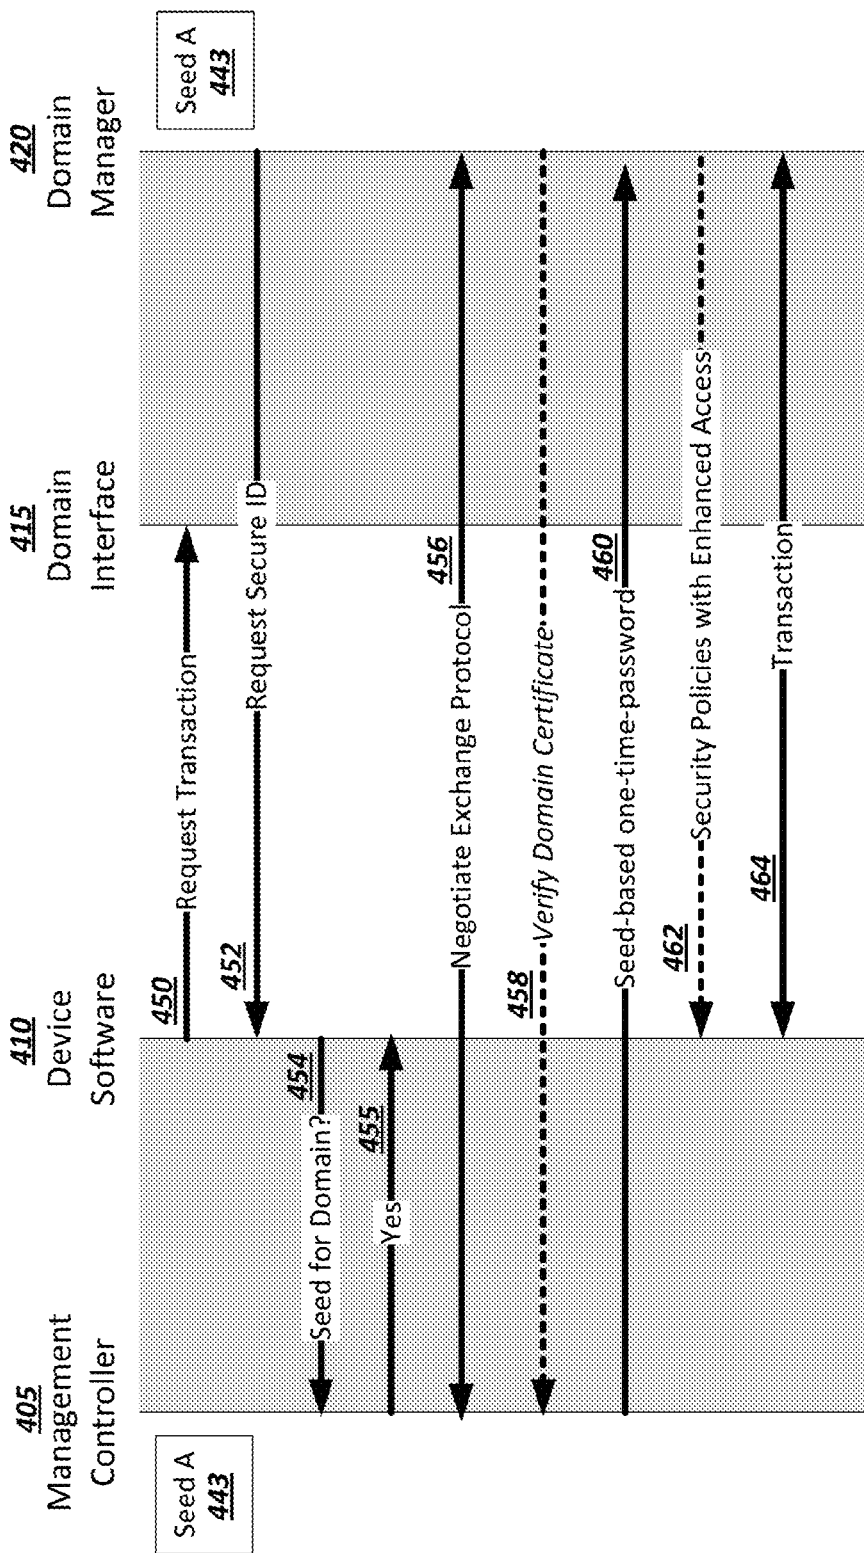 405
Management
Controller
410
Device
Software
415
Domain
Interface
420
Domain
Manager
Seed A
443
Seed A
443
450
Request Transaction
452
Request Secure ID
454
Seed for Domain?
455
Yes
456
Negotiate Exchange Protocol
458
Verify Domain Certificate
460
Seed-based one-time-password
462
Security Policies with Enhanced Access
464
Transaction